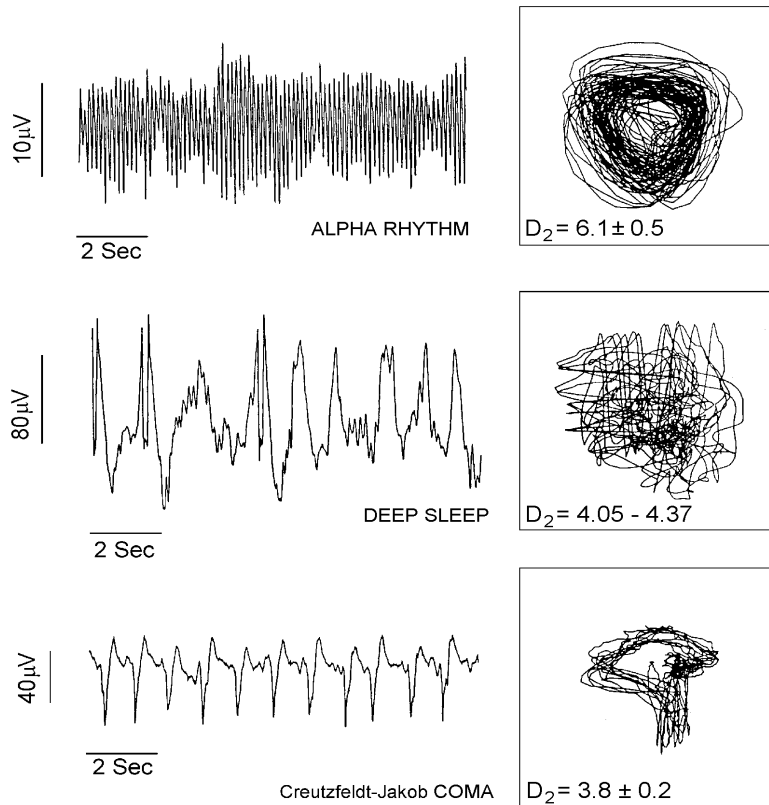 10μV
2 Sec
ALPHA RHYTHM
D₂ = 6.1 ± 0.5
80μV
2 Sec
DEEP SLEEP
D₂ = 4.05 - 4.37
40μV
2 Sec
Creutzfeldt-Jakob COMA
D₂ = 3.8 ± 0.2